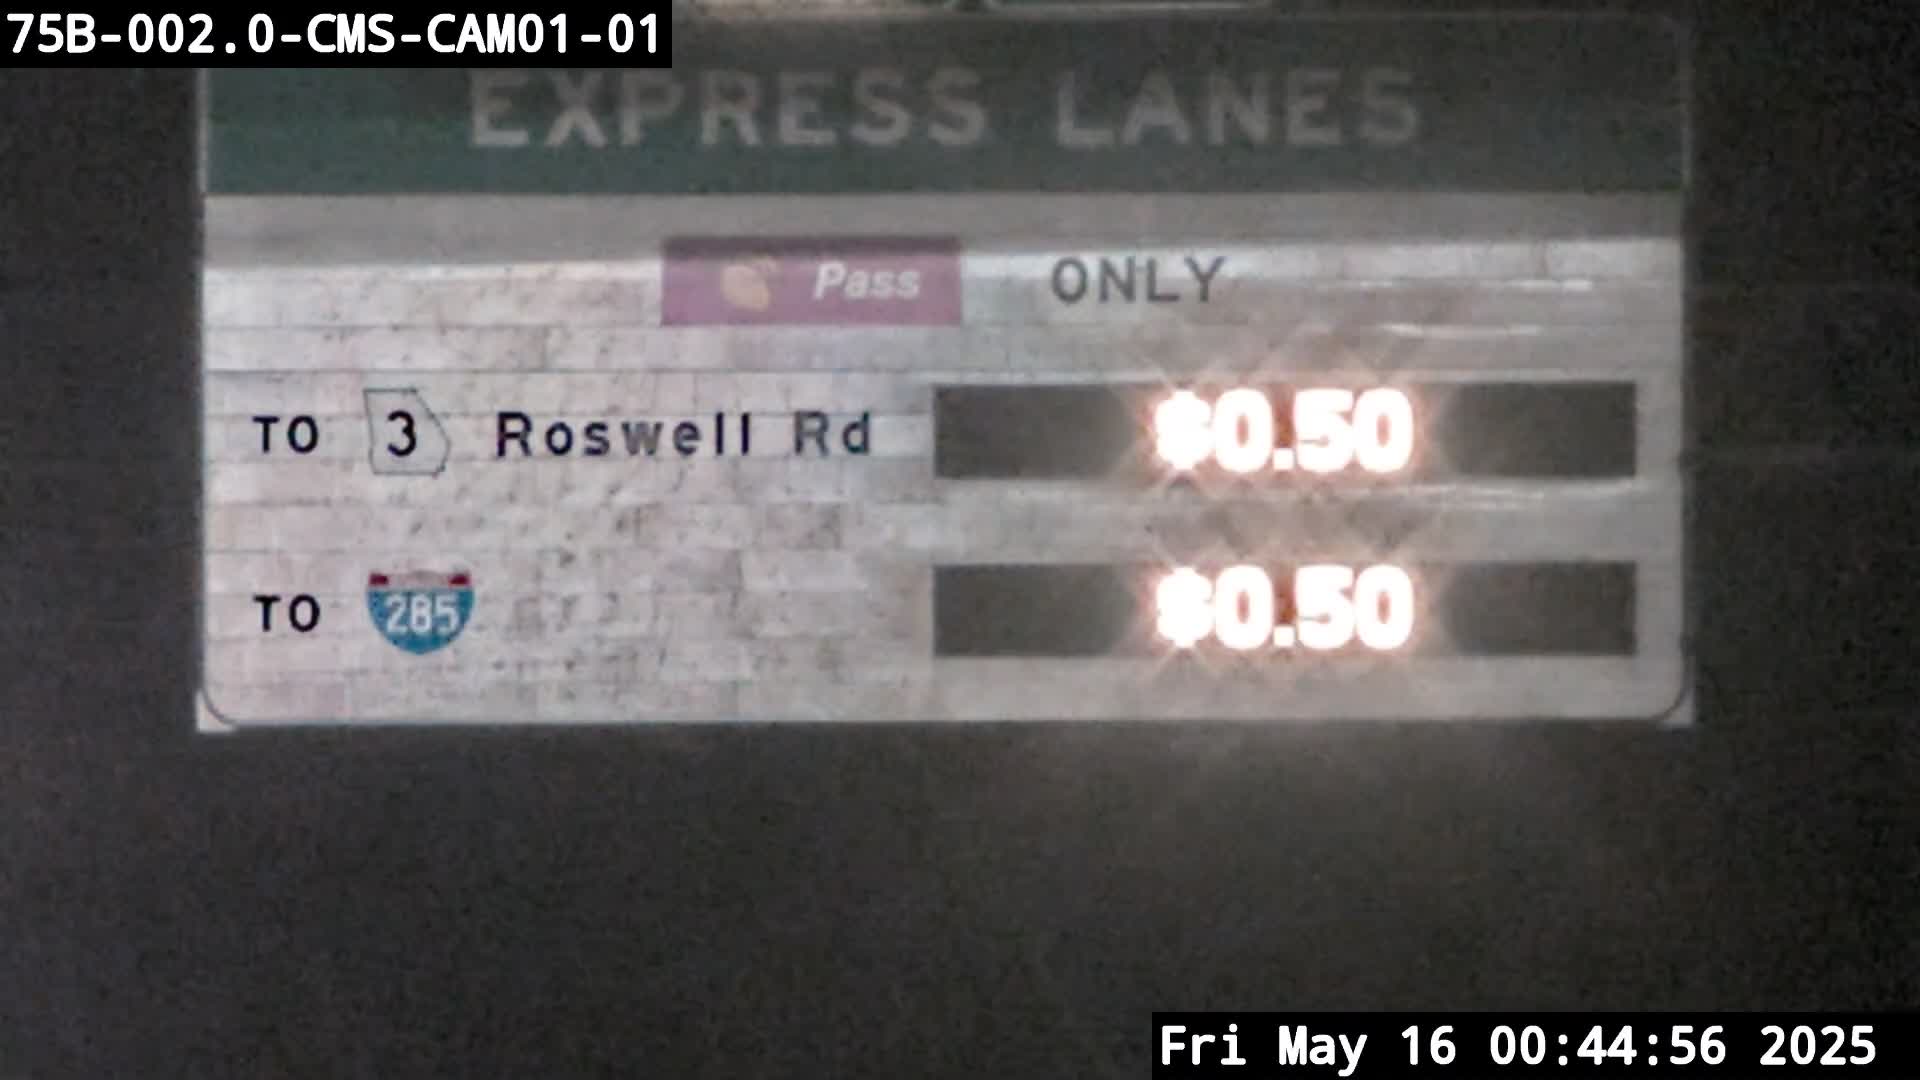 75B-002.0-CMS-CAM01-01
EXPRESS LANES
Pass ONLY
TO 3 Roswell Rd $0.50
TO 285 $0.50
Fri May 16 00:44:56 2025